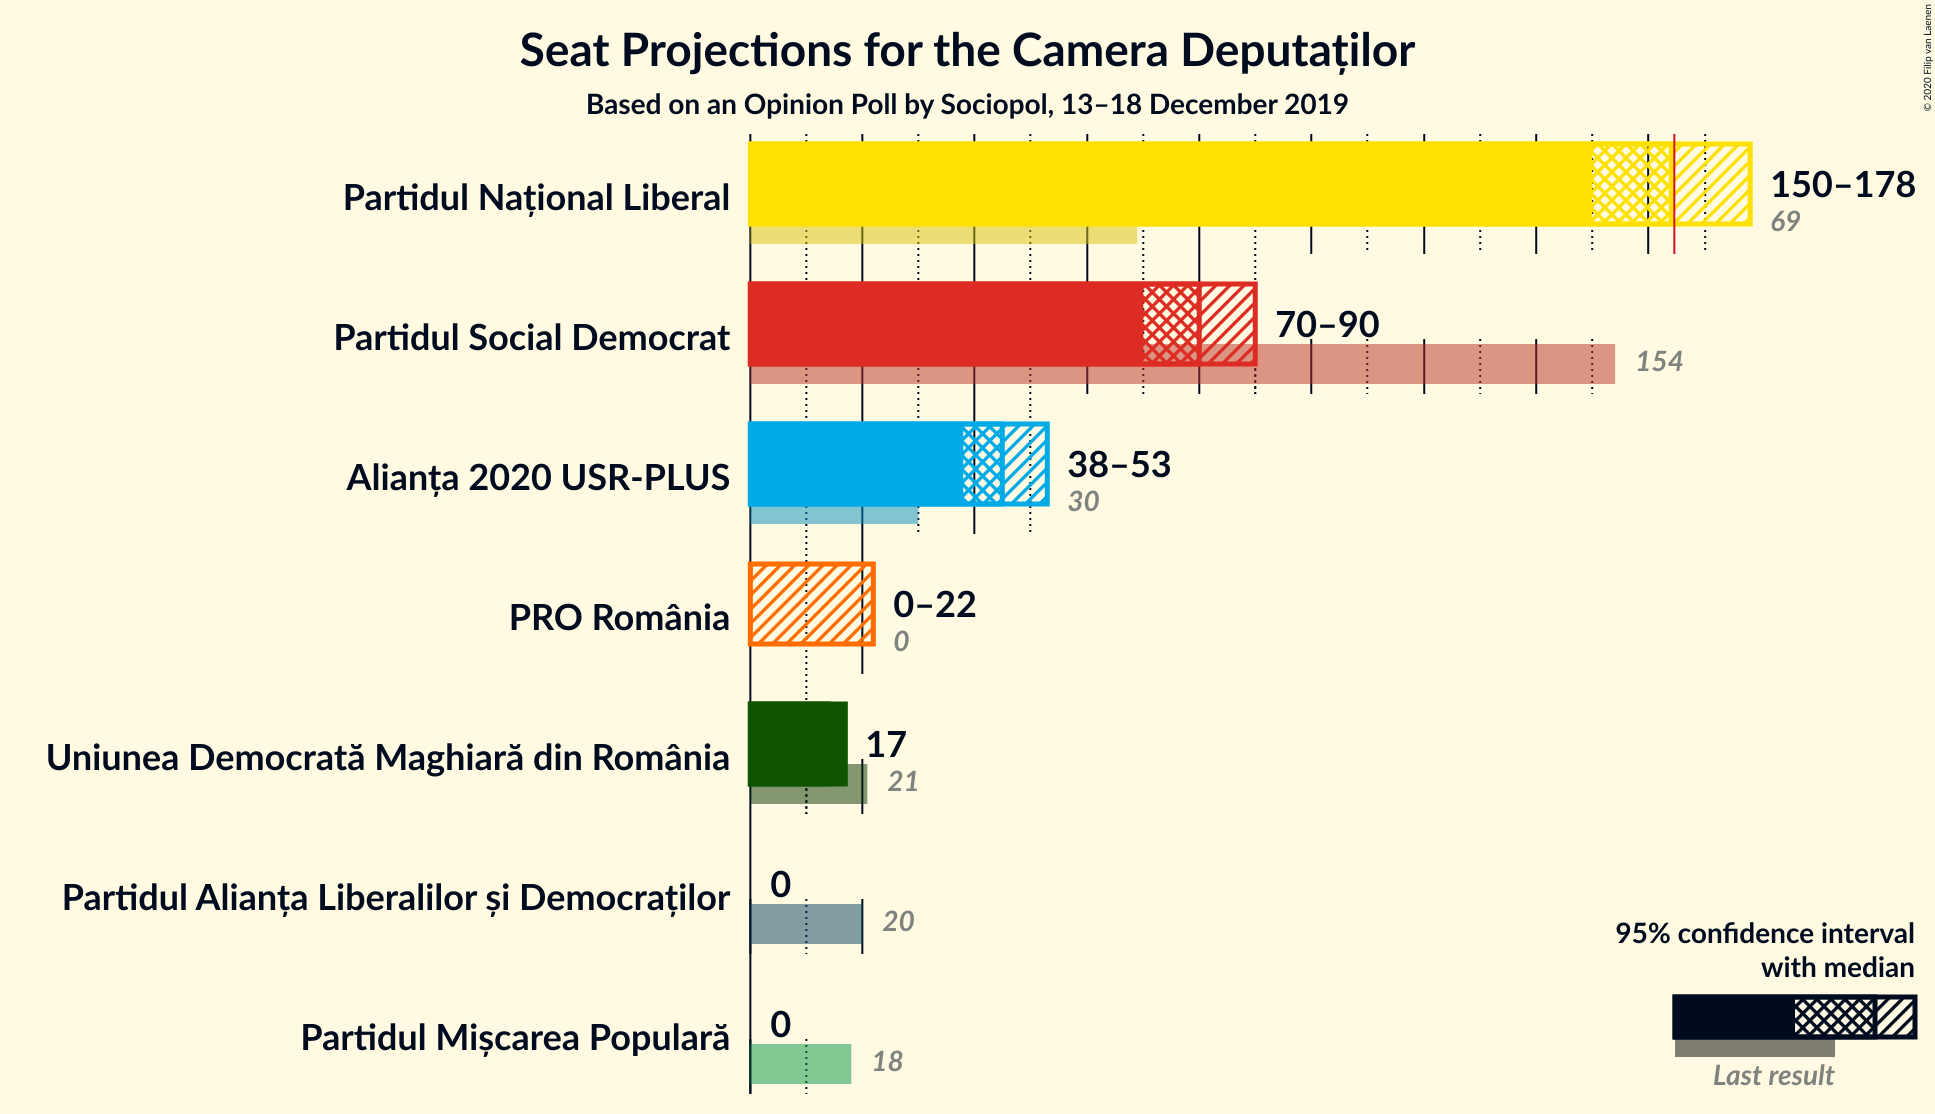 Seat Projections for the Camera Deputaților
Based on an Opinion Poll by Sociopol, 13–18 December 2019
© 2020 Filip van Laenen
Partidul Național Liberal
150–178
69
Partidul Social Democrat
70–90
154
Alianța 2020 USR-PLUS
38–53
30
PRO România
0–22
0
Uniunea Democrată Maghiară din România
17
21
Partidul Alianța Liberalilor și Democraților
0
20
Partidul Mișcarea Populară
0
18
95% confidence interval
with median
Last result